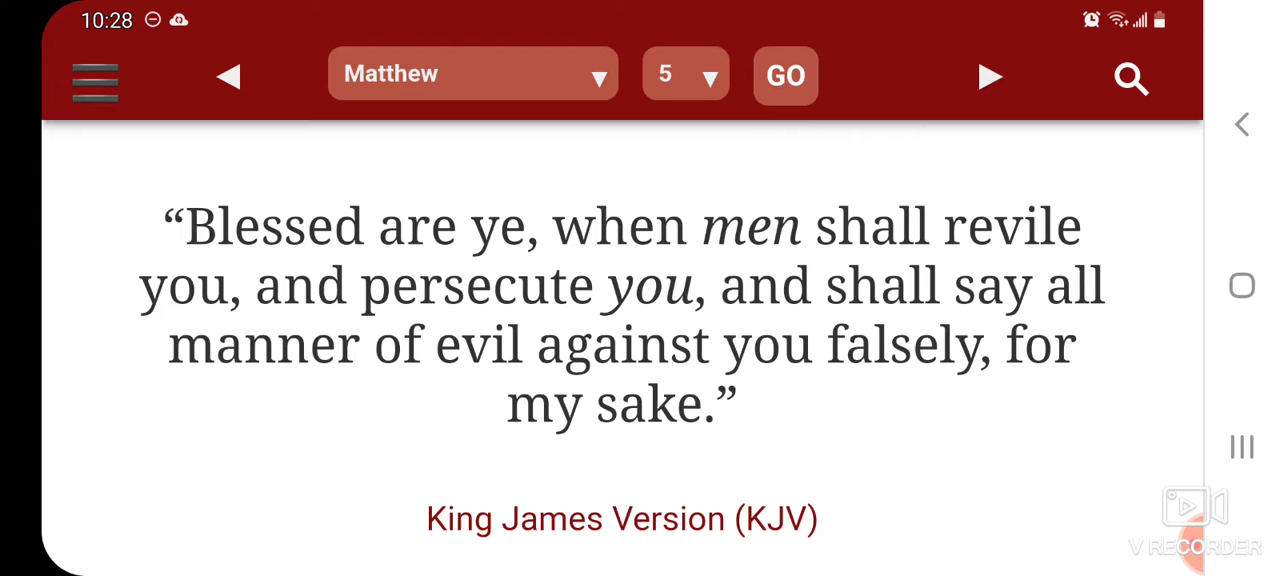 10:28
Matthew 5 GO
“Blessed are ye, when men shall revile
you, and persecute you, and shall say all
manner of evil against you falsely, for
my sake.”
King James Version (KJV)
V RECORDER